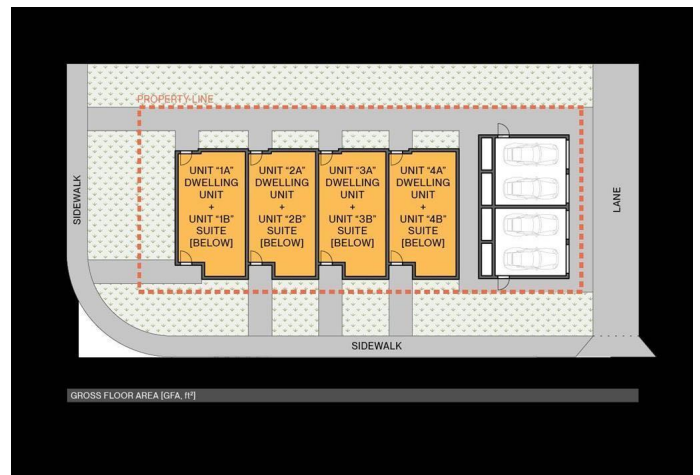 PROPERTY LINE
SIDEWALK
UNIT "1A"
DWELLING
UNIT
+
UNIT "1B"
SUITE
[BELOW]
UNIT "2A"
DWELLING
UNIT
+
UNIT "2B"
SUITE
[BELOW]
UNIT "3A"
DWELLING
UNIT
+
UNIT "3B"
SUITE
[BELOW]
UNIT "4A"
DWELLING
UNIT
+
UNIT "4B"
SUITE
[BELOW]
LANE
SIDEWALK
GROSS FLOOR AREA [GFA, ft²]